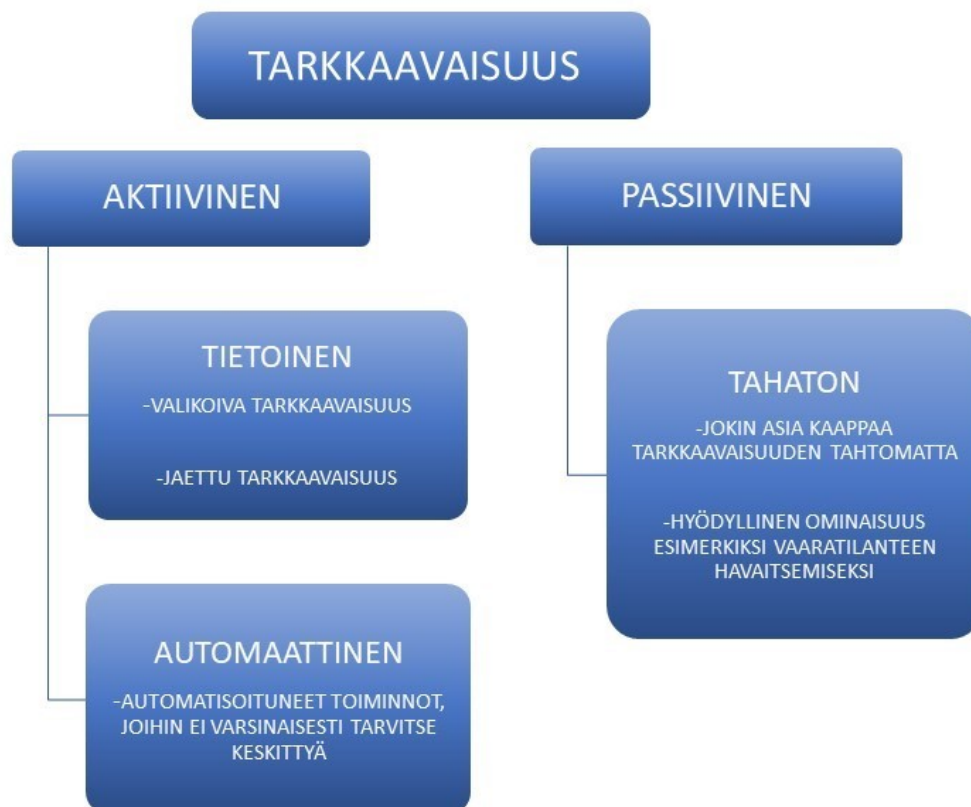 TARKKAAVAISUUS
AKTIIVINEN
TIETOINEN
-VALIKOIVA TARKKAAVAISUUS
-JAETTU TARKKAAVAISUUS
AUTOMAATTINEN
-AUTOMATISOITUNEET TOIMINNOT,
JOIHIN EI VARSINAISESTI TARVITSE
KESKITTYÄ
PASSIIVINEN
TAHATON
-JOKIN ASIA KAAPPAA
TARKKAAVAISUUDEN TAHTOMATTA
-HYÖDYLLINEN OMINAISUUS
ESIMERKIKSI VAARATILANTEEN
HAVAITSEMISEKSI